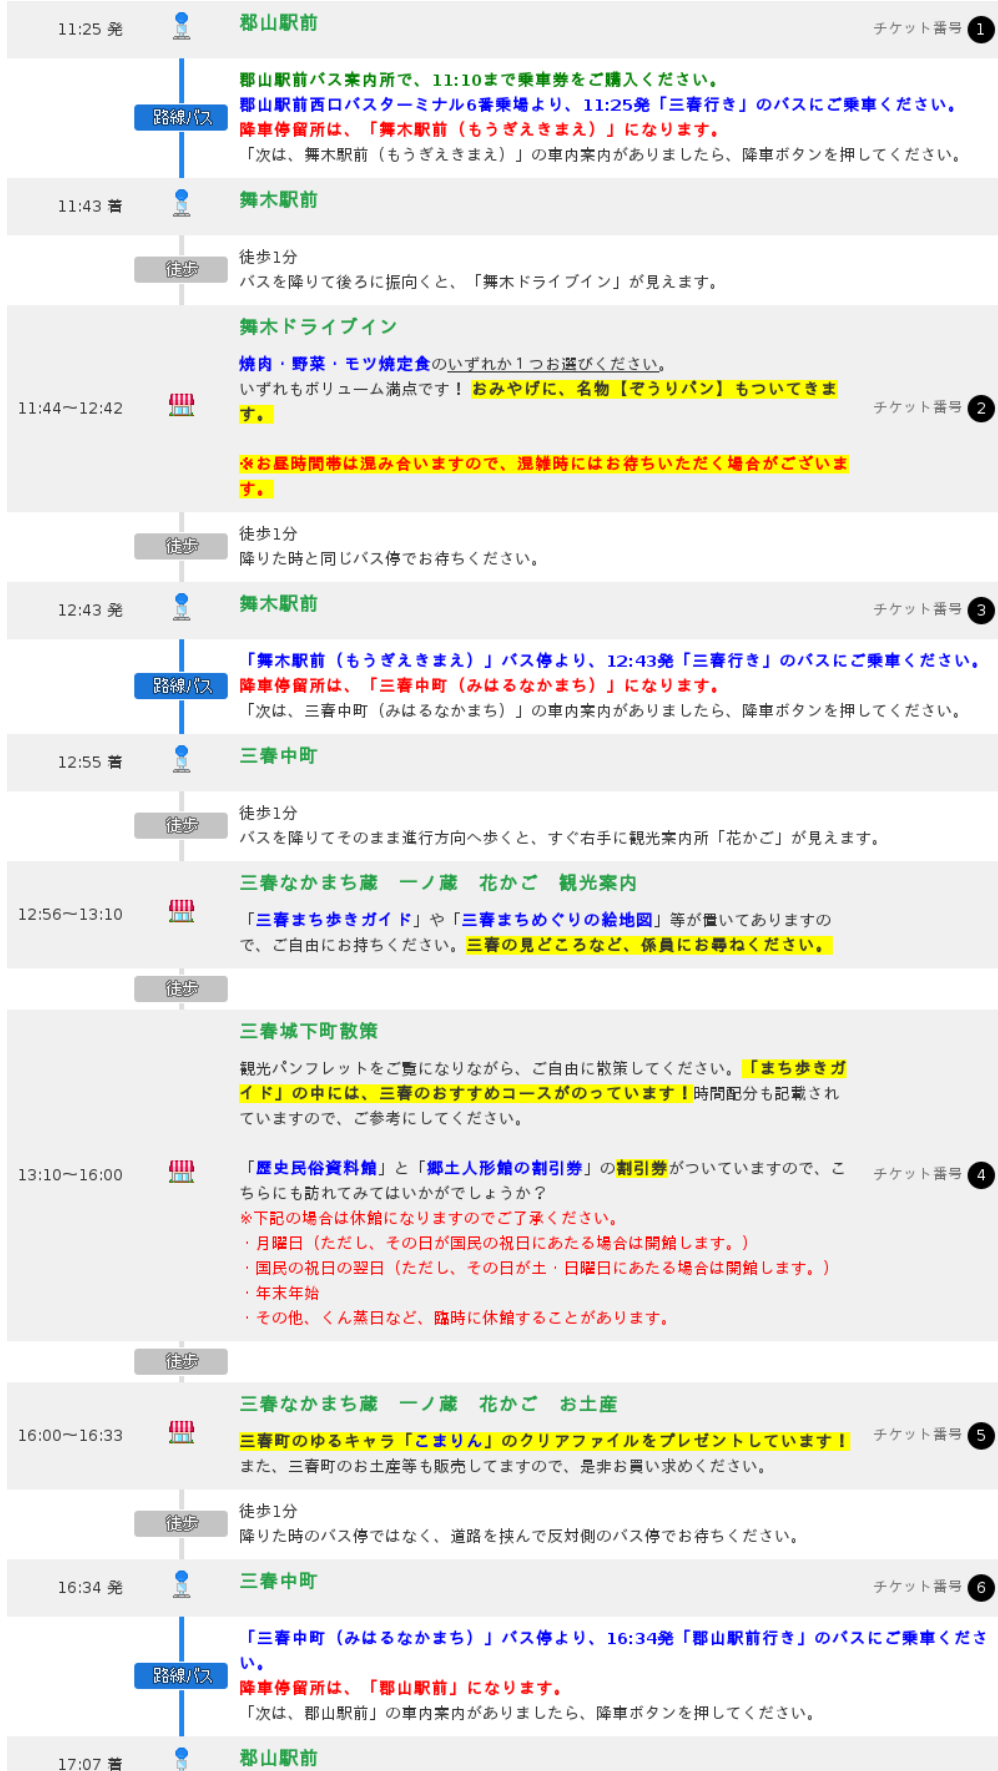 11:25 発
郡山駅前
チケット番号 1
郡山駅前バス案内所で、11:10まで乗車券をご購入ください。
郡山駅前西口バスターミナル6番乗場より、11:25発「三春行き」のバスにご乗車ください。
路線バス
降車停留所は、「舞木駅前（もうぎえきまえ）」になります。
「次は、舞木駅前（もうぎえきまえ）」の車内案内がありましたら、降車ボタンを押してください。
11:43 着
舞木駅前
徒歩
徒歩1分
バスを降りて後ろに振向くと、「舞木ドライブイン」が見えます。
舞木ドライブイン
焼肉・野菜・モツ焼定食のいずれか１つお選びください。
いずれもボリューム満点です！ おみやげに、名物【ぞうりパン】もついてきま
す。
11:44～12:42
チケット番号 2
※お昼時間帯は混み合いますので、混雑時にはお待ちいただく場合がございま
す。
徒歩
徒歩1分
降りた時と同じバス停でお待ちください。
12:43 発
舞木駅前
チケット番号 3
「舞木駅前（もうぎえきまえ）」バス停より、12:43発「三春行き」のバスにご乗車ください。
路線バス
降車停留所は、「三春中町（みはるなかまち）」になります。
「次は、三春中町（みはるなかまち）」の車内案内がありましたら、降車ボタンを押してください。
12:55 着
三春中町
徒歩
徒歩1分
バスを降りてそのまま進行方向へ歩くと、すぐ右手に観光案内所「花かご」が見えます。
三春なかまち蔵　一ノ蔵　花かご　観光案内
12:56～13:10
「三春まち歩きガイド」や「三春まちめぐりの絵地図」等が置いてありますの
で、ご自由にお持ちください。三春の見どころなど、係員にお尋ねください。
徒歩
三春城下町散策
観光パンフレットをご覧になりながら、ご自由に散策してください。「まち歩きガ
イド」の中には、三春のおすすめコースがのっています！時間配分も記載され
ていますので、ご参考にしてください。
13:10～16:00
チケット番号 4
「歴史民俗資料館」と「郷土人形館の割引券」の割引券がついていますので、こ
ちらにも訪れてみてはいかがでしょうか？
※下記の場合は休館になりますのでご了承ください。
・月曜日（ただし、その日が国民の祝日にあたる場合は開館します。）
・国民の祝日の翌日（ただし、その日が土・日曜日にあたる場合は開館します。）
・年末年始
・その他、くん蒸日など、臨時に休館することがあります。
徒歩
三春なかまち蔵　一ノ蔵　花かご　お土産
16:00～16:33
チケット番号 5
三春町のゆるキャラ「こまりん」のクリアファイルをプレゼントしています！
また、三春町のお土産等も販売してますので、是非お買い求めください。
徒歩
徒歩1分
降りた時のバス停ではなく、道路を挟んで反対側のバス停でお待ちください。
16:34 発
三春中町
チケット番号 6
「三春中町（みはるなかまち）」バス停より、16:34発「郡山駅前行き」のバスにご乗車くださ
い。
路線バス
降車停留所は、「郡山駅前」になります。
「次は、郡山駅前」の車内案内がありましたら、降車ボタンを押してください。
17:07 着
郡山駅前